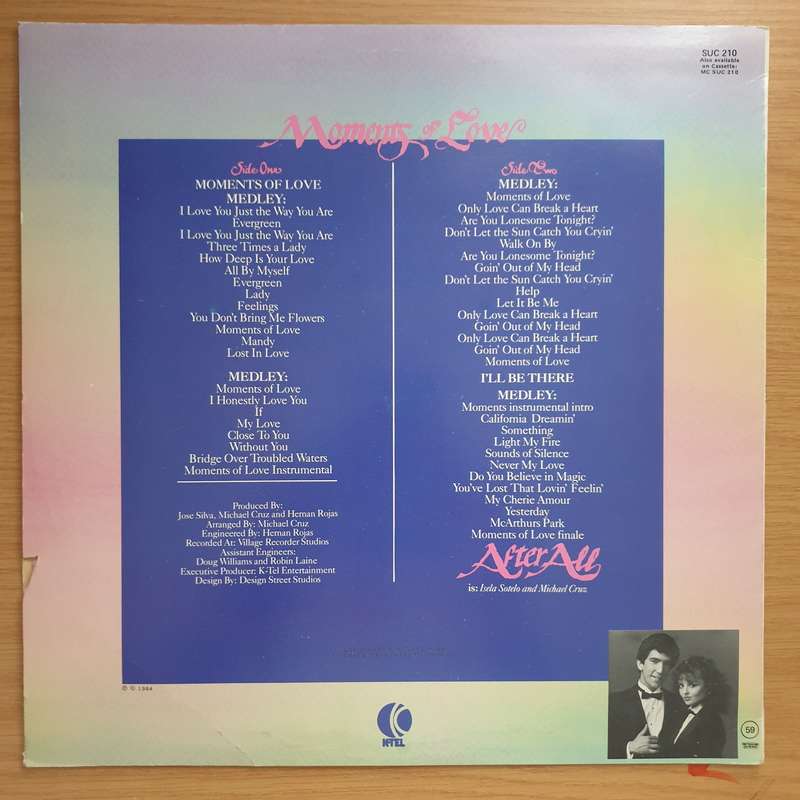 SUC 210
Also available
on Cassette:
MC SUC 210
Moments of Love
Side One
MOMENTS OF LOVE
MEDLEY:
I Love You Just the Way You Are
Evergreen
I Love You Just the Way You Are
Three Times a Lady
How Deep Is Your Love
All By Myself
Evergreen
Lady
Feelings
You Don't Bring Me Flowers
Moments of Love
Mandy
Lost In Love
MEDLEY:
Moments of Love
I Honestly Love You
If
My Love
Close To You
Without You
Bridge Over Troubled Waters
Moments of Love Instrumental
Produced By:
Jose Silva, Michael Cruz and Hernan Rojas
Arranged By: Michael Cruz
Engineered By: Hernan Rojas
Recorded At: Village Recorder Studios
Assistant Engineers:
Doug Williams and Robin Laine
Executive Producer: K-Tel Entertainment
Design By: Design Street Studios
Side Two
MEDLEY:
Moments of Love
Only Love Can Break a Heart
Are You Lonesome Tonight?
Don't Let the Sun Catch You Cryin'
Walk On By
Are You Lonesome Tonight?
Goin' Out of My Head
Don't Let the Sun Catch You Cryin'
Help
Let It Be Me
Only Love Can Break a Heart
Goin' Out of My Head
Only Love Can Break a Heart
Goin' Out of My Head
Moments of Love
I'LL BE THERE
MEDLEY:
Moments instrumental intro
California Dreamin'
Something
Light My Fire
Sounds of Silence
Never My Love
Do You Believe in Magic
You've Lost That Lovin' Feelin'
My Cherie Amour
Yesterday
McArthurs Park
Moments of Love finale
After All
is: Isela Sotelo and Michael Cruz
℗ © 1984
K-TEL
59